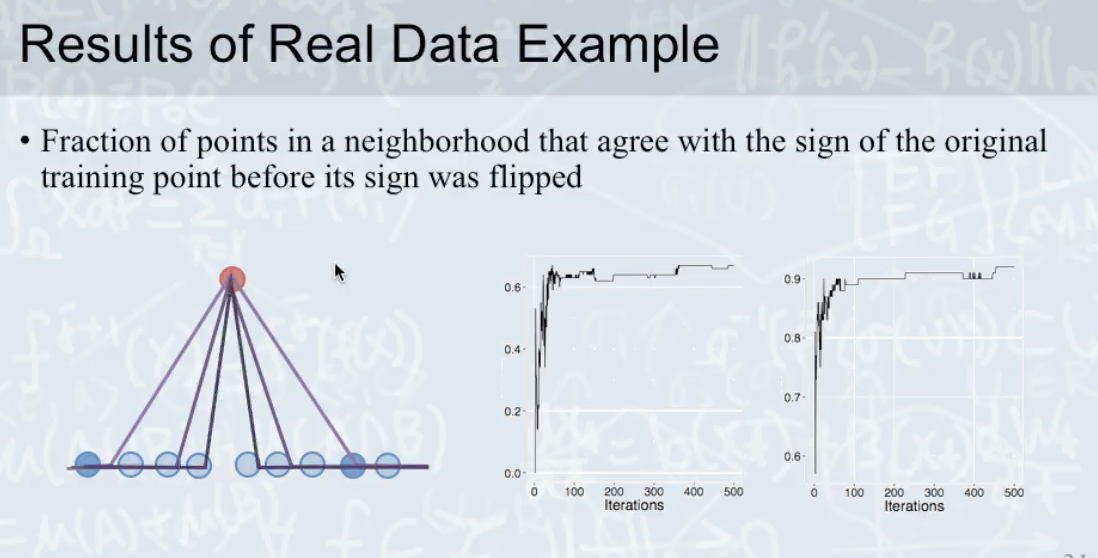 Results of Real Data Example
• Fraction of points in a neighborhood that agree with the sign of the original
training point before its sign was flipped
0.6
0.4
0.2
0.0
0 100 200 300 400 500
Iterations
0.9
0.8
0.7
0.6
0 100 200 300 400 500
Iterations